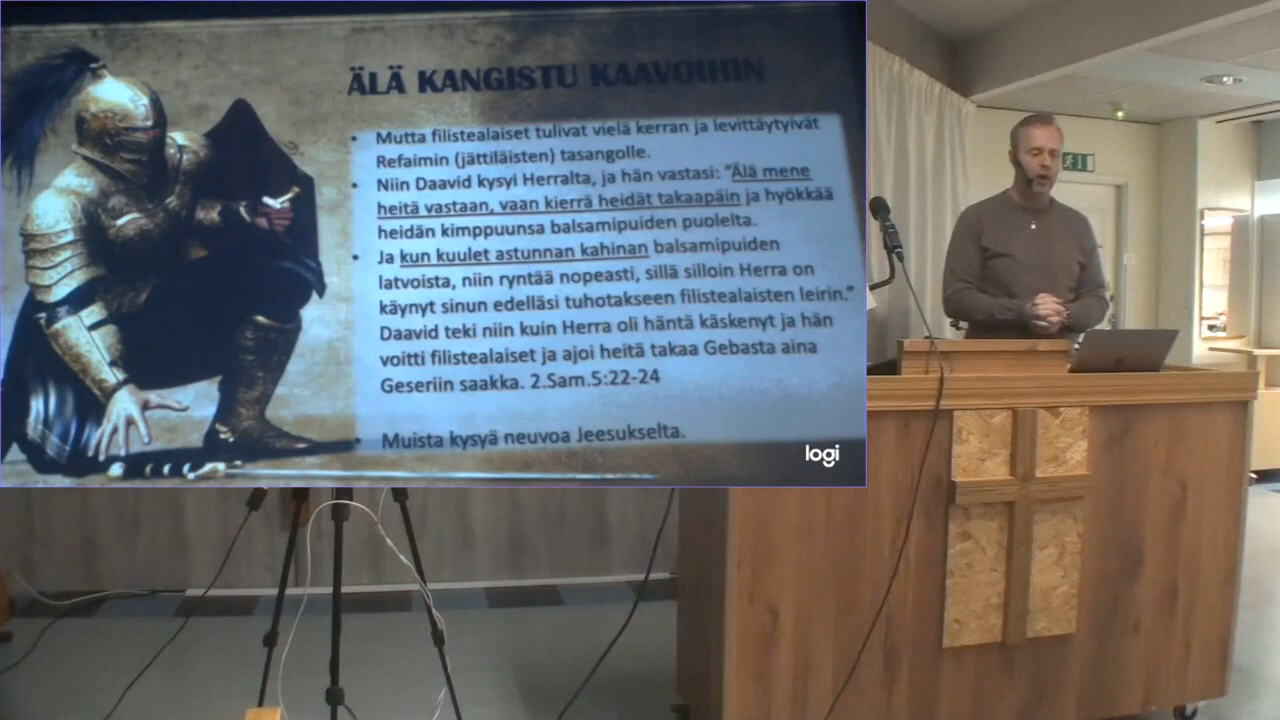 ÄLÄ KANGISTU KAAVOIHIN
• Mutta filistealaiset tulivat vielä kerran ja levittäytyivät
Refaimin (jättiläisten) tasangolle.
• Niin Daavid kysyi Herralta, ja hän vastasi: "Älä mene
heitä vastaan, vaan kierrä heidät takaapäin ja hyökkää
heidän kimppuunsa balsamipuiden puolelta.
• Ja kun kuulet astunnan kahinan balsamipuiden
latvoista, niin ryntää nopeasti, sillä silloin Herra on
käynyt sinun edelläsi tuhotakseen filistealaisten leirin."
Daavid teki niin kuin Herra oli häntä käskenyt ja hän
voitti filistealaiset ja ajoi heitä takaa Gebasta aina
Geseriin saakka. 2.Sam.5:22-24
• Muista kysyä neuvoa Jeesukselta.
logi